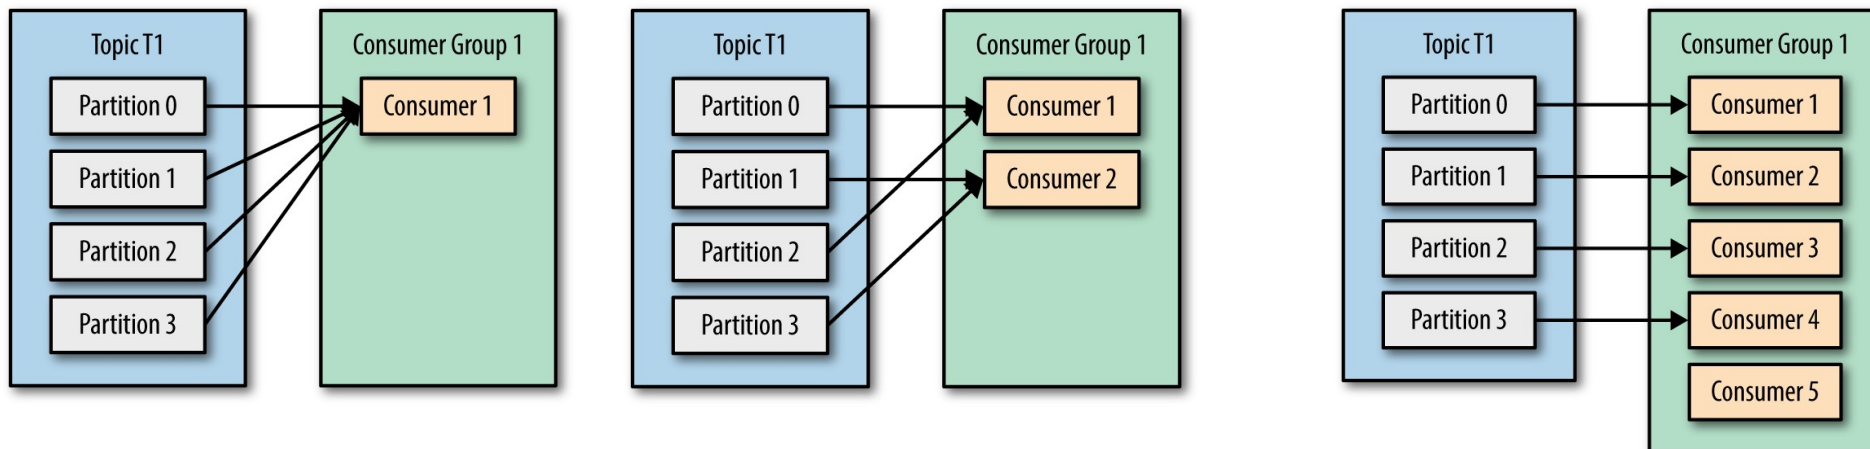 Topic T1
Partition 0
Partition 1
Partition 2
Partition 3
Consumer Group 1
Consumer 1
Topic T1
Partition 0
Partition 1
Partition 2
Partition 3
Consumer Group 1
Consumer 1
Consumer 2
Topic T1
Partition 0
Partition 1
Partition 2
Partition 3
Consumer Group 1
Consumer 1
Consumer 2
Consumer 3
Consumer 4
Consumer 5